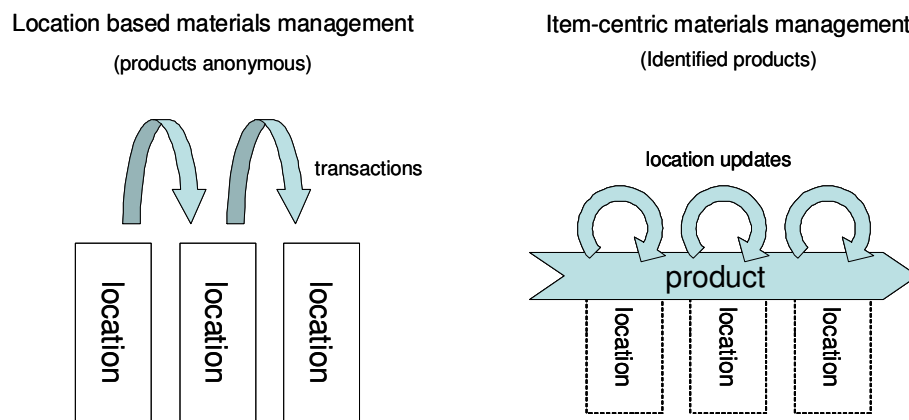 Location based materials management
(products anonymous)
transactions
location
location
location
Item-centric materials management
(Identified products)
location updates
product
location
location
location